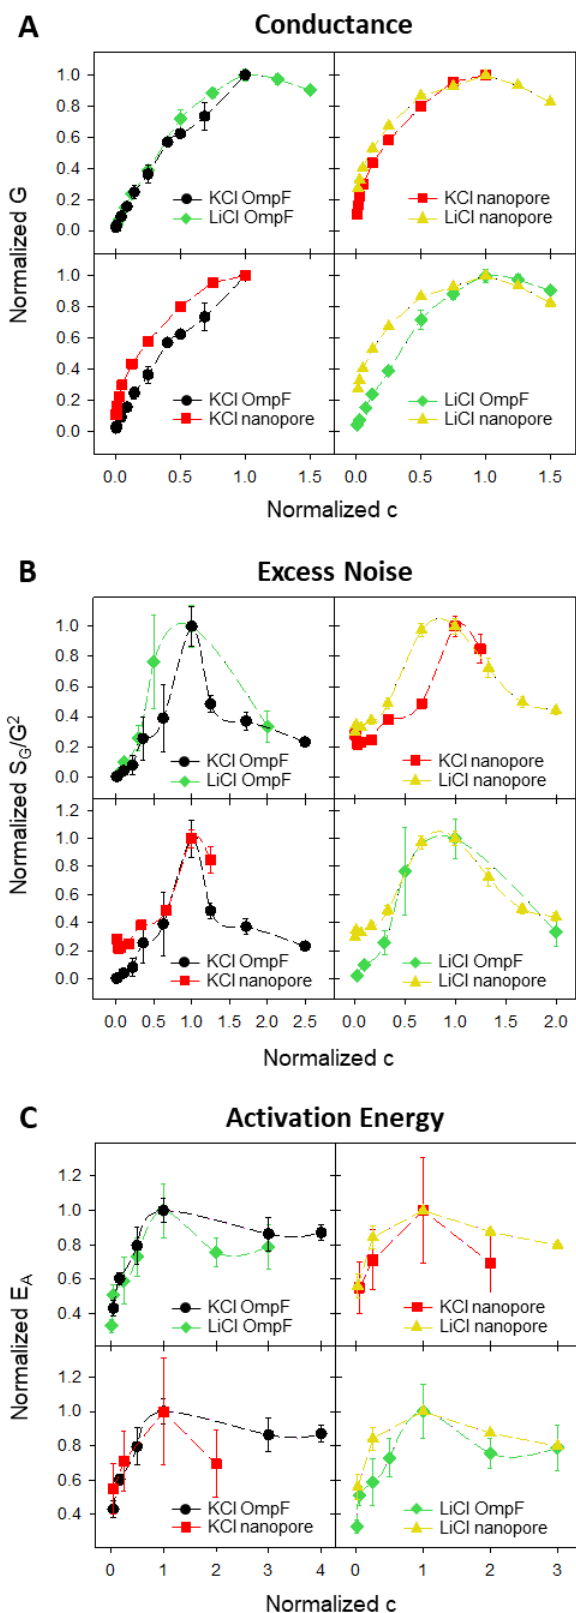 A Conductance
1.0
0.8
0.6
0.4
0.2
0.0
KCl OmpF
LiCl OmpF
KCl nanopore
LiCl nanopore
Normalized G
1.0
0.8
0.6
0.4
0.2
0.0
KCl OmpF
KCl nanopore
LiCl OmpF
LiCl nanopore
0.0 0.5 1.0 1.5 0.0 0.5 1.0 1.5
Normalized c
B Excess Noise
1.0
0.8
0.6
0.4
0.2
0.0
KCl OmpF
LiCl OmpF
KCl nanopore
LiCl nanopore
Normalized S_G/G²
1.2
1.0
0.8
0.6
0.4
0.2
0.0
KCl OmpF
KCl nanopore
LiCl OmpF
LiCl nanopore
0.0 0.5 1.0 1.5 2.0 2.5 0.0 0.5 1.0 1.5 2.0
Normalized c
C Activation Energy
1.2
1.0
0.8
0.6
0.4
KCl OmpF
LiCl OmpF
KCl nanopore
LiCl nanopore
Normalized E_A
1.2
1.0
0.8
0.6
0.4
KCl OmpF
KCl nanopore
LiCl OmpF
LiCl nanopore
0 1 2 3 4 0 1 2 3
Normalized c